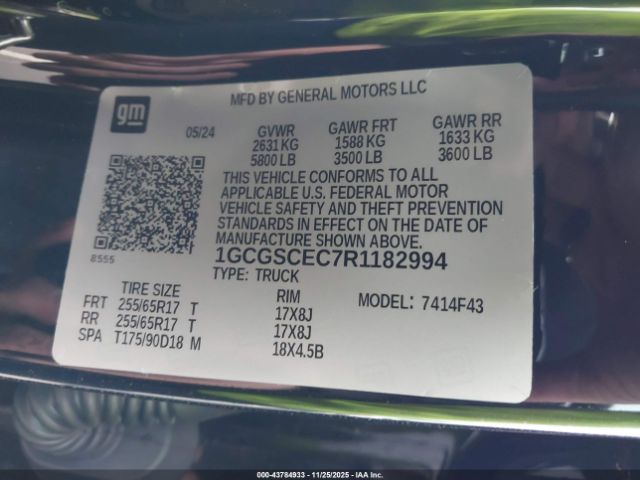 gm
MFD BY GENERAL MOTORS LLC
05/24 GVWR GAWR FRT GAWR RR
2631 KG 1588 KG 1633 KG
5800 LB 3500 LB 3600 LB
THIS VEHICLE CONFORMS TO ALL
APPLICABLE U.S. FEDERAL MOTOR
VEHICLE SAFETY AND THEFT PREVENTION
STANDARDS IN EFFECT ON THE DATE OF
MANUFACTURE SHOWN ABOVE.
8555
1GCGSCEC7R1182994
TYPE: TRUCK
TIRE SIZE RIM MODEL: 7414F43
FRT 255/65R17 T 17X8J
RR 255/65R17 T 17X8J
SPA T175/90D18 M 18X4.5B
000-43784933 - 11/25/2025 - IAA Inc.